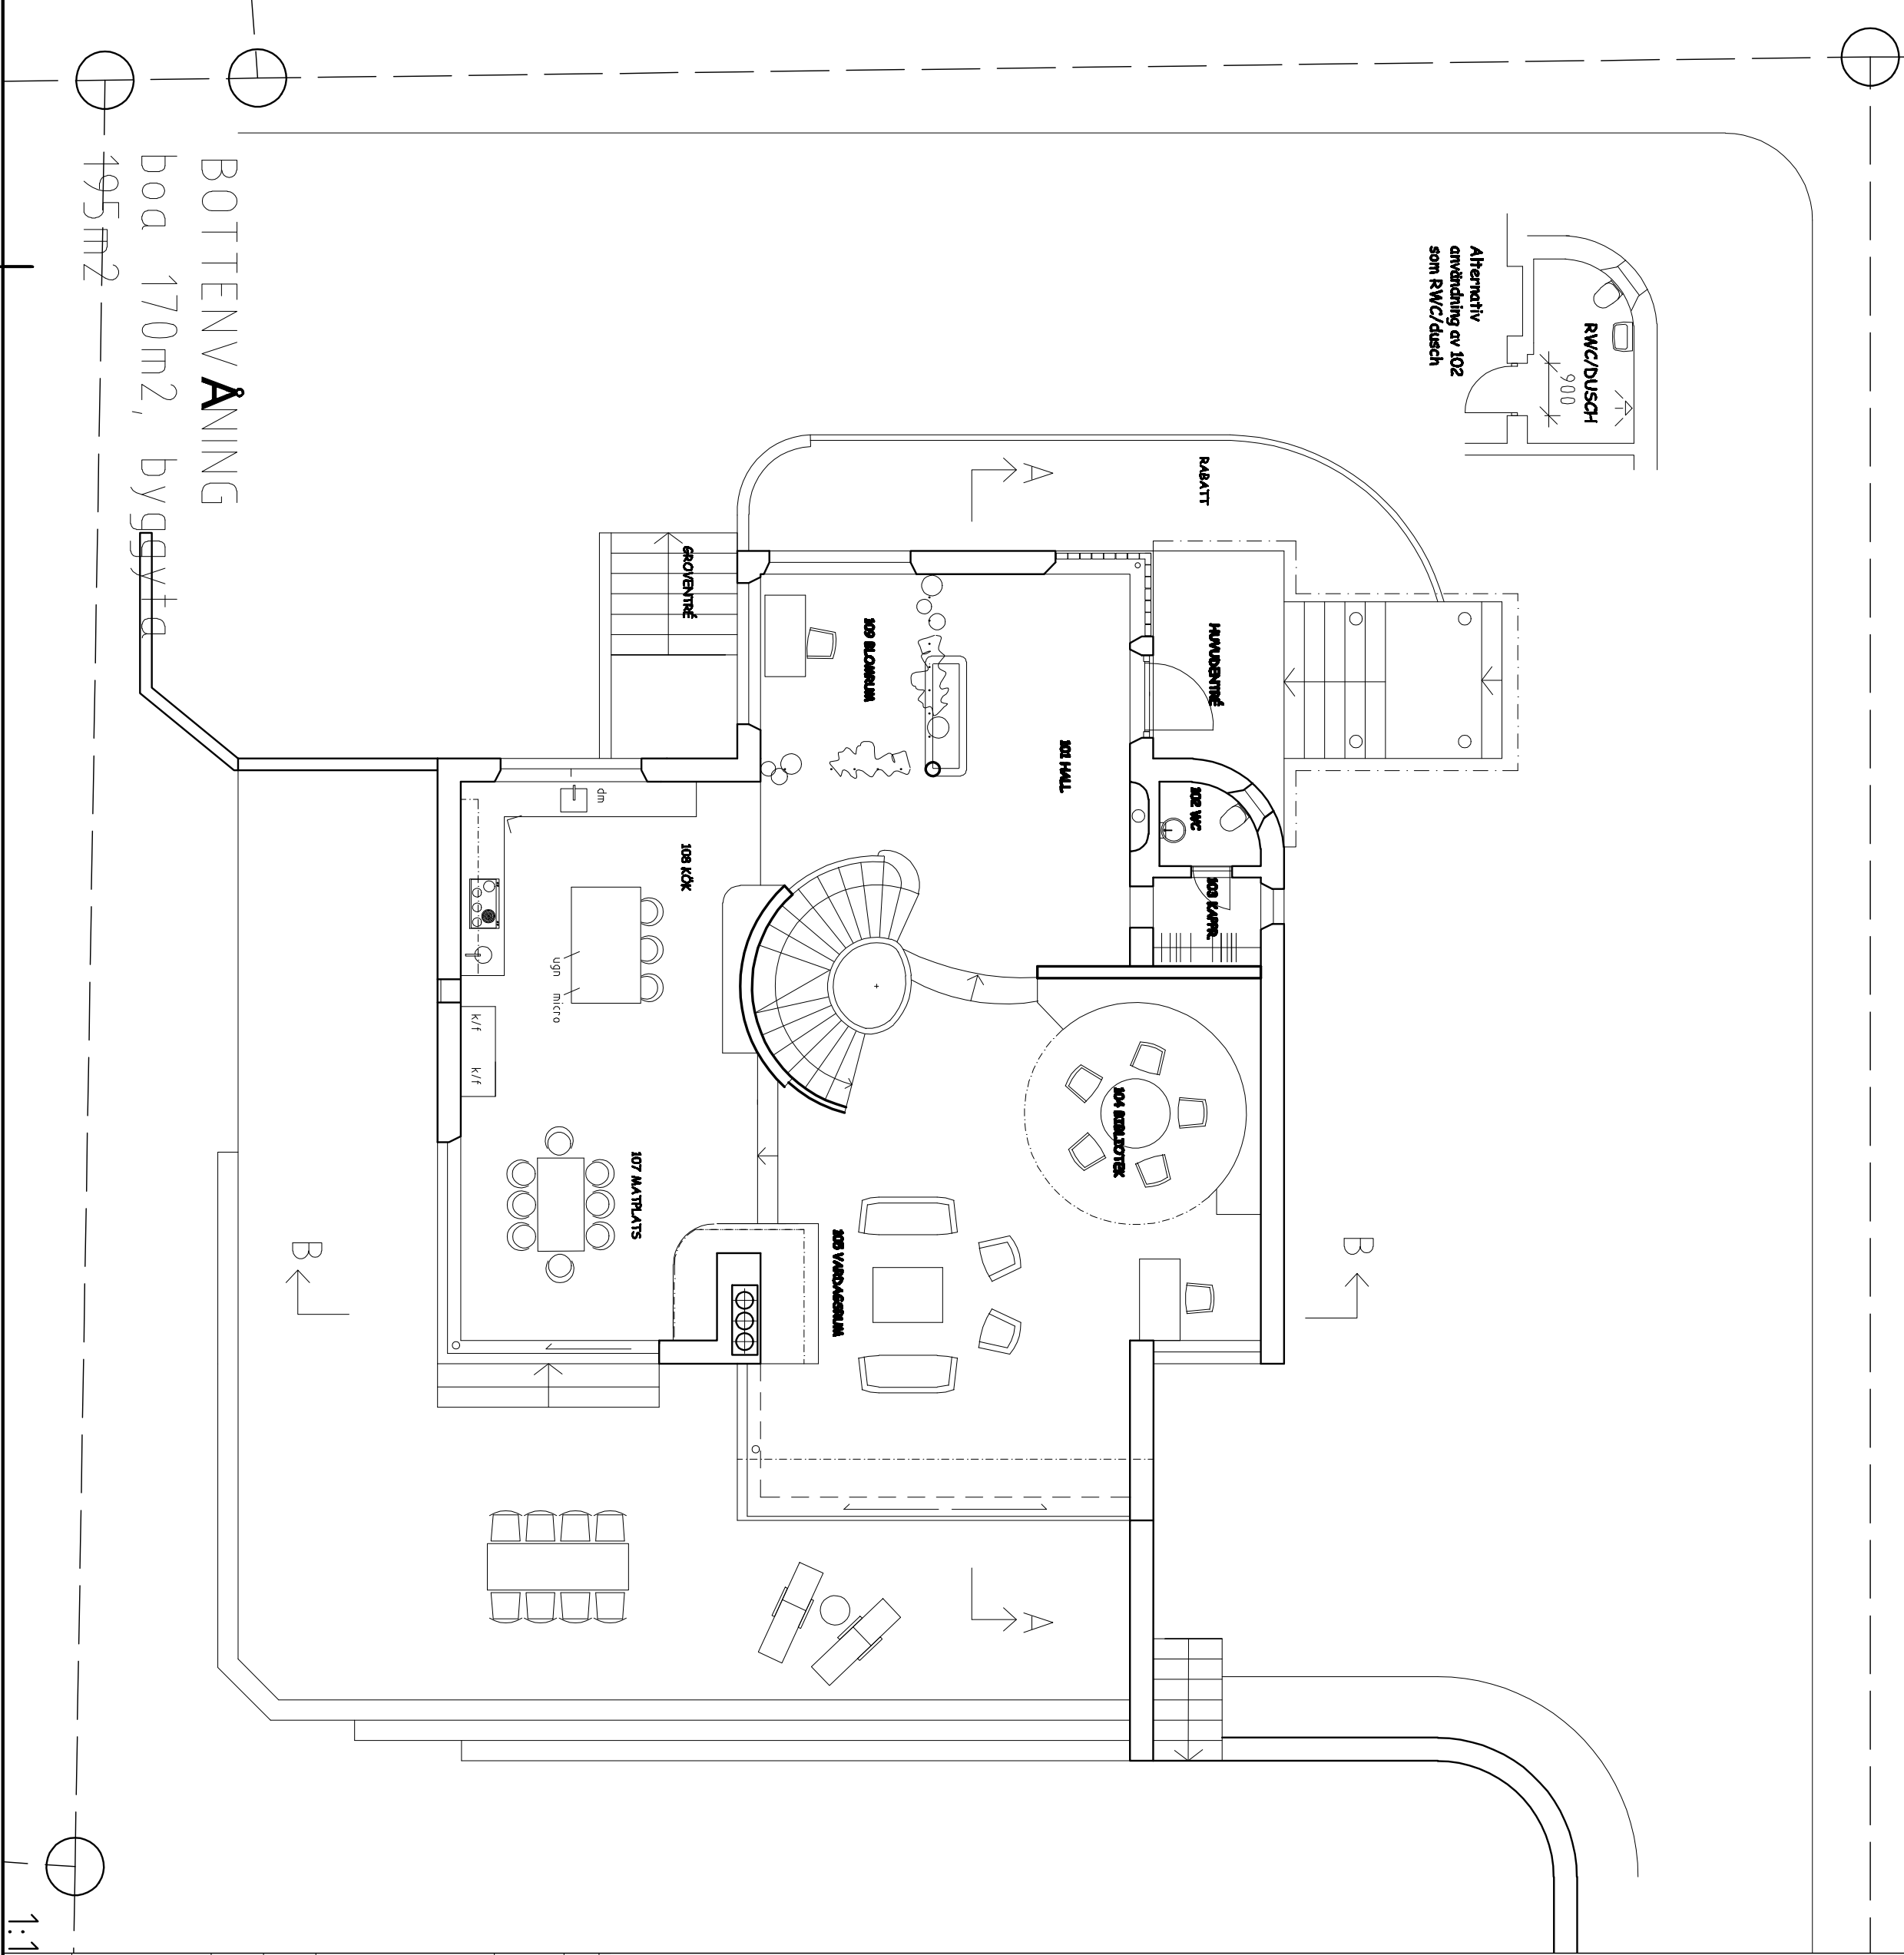 BOTTENVÅNING
boa 170m2, byggyta
195m2
Alternativ
användning av 102
som RWC/dusch
RWC/DUSCH
900
RABATT
A
HUVUDENTRÉ
GROVENTRÉ
109 BLOMRUM
101 HALL
102 WC
103 KAPPR.
dm
108 KÖK
ugn micro
k/f k/f
104 BIBLIOTEK
107 MATPLATS
105 VARDAGSRUM
B
B
A
1:1